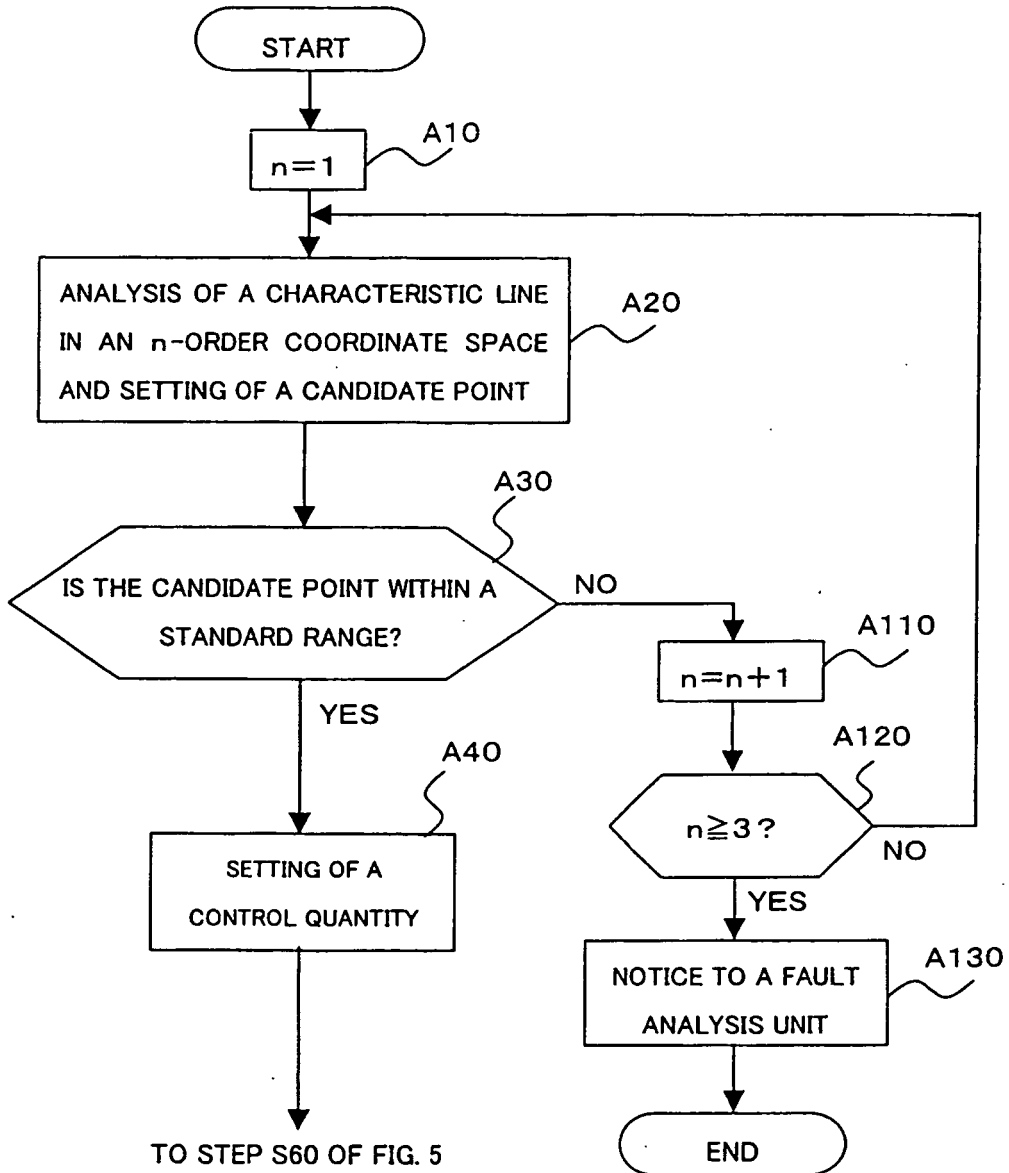 START
A10
n=1
ANALYSIS OF A CHARACTERISTIC LINE
IN AN n-ORDER COORDINATE SPACE
AND SETTING OF A CANDIDATE POINT
A20
A30
IS THE CANDIDATE POINT WITHIN A
STANDARD RANGE?
NO
YES
A110
n=n+1
A120
n≧3?
NO
YES
A40
SETTING OF A
CONTROL QUANTITY
A130
NOTICE TO A FAULT
ANALYSIS UNIT
END
TO STEP S60 OF FIG. 5